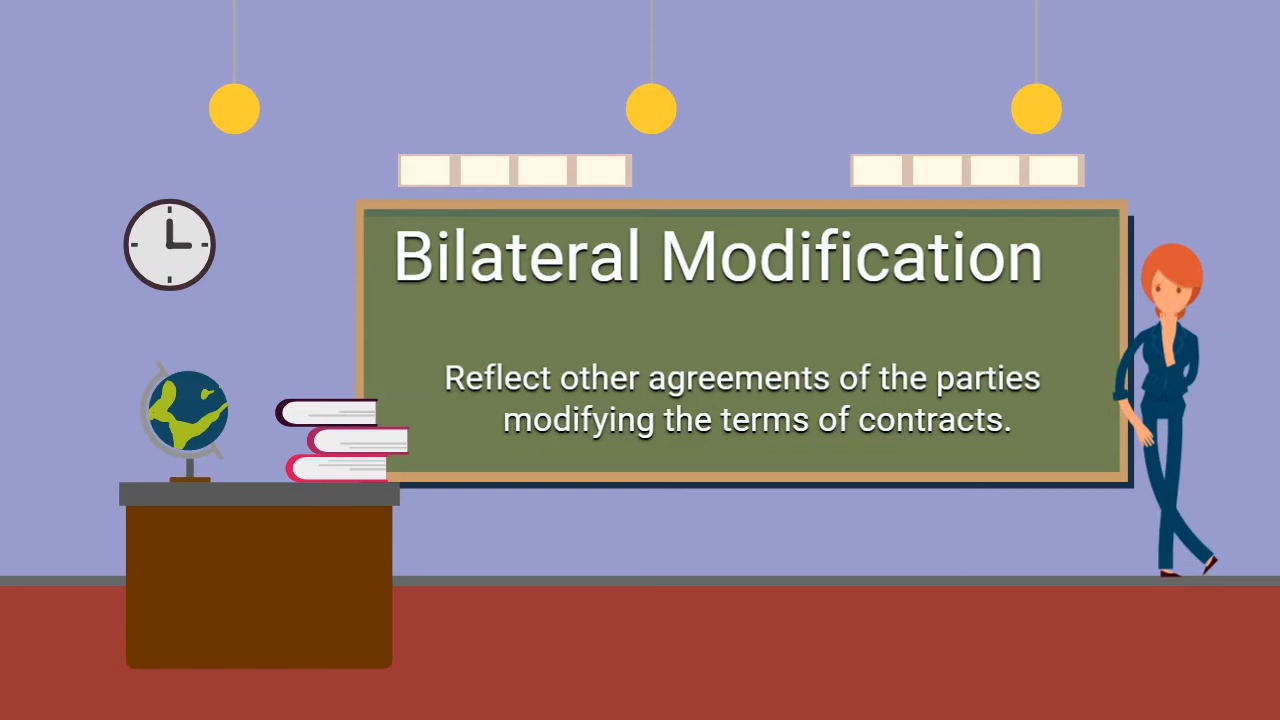 Bilateral Modification
Reflect other agreements of the parties
modifying the terms of contracts.